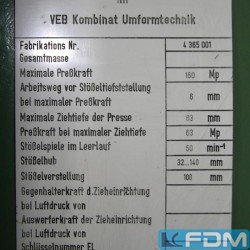 VEB Kombinat Umformtechnik
Fabrikations Nr. 4 365 001
Gesamtmasse
Maximale Preßkraft 160 Mp
Arbeitsweg vor Stößeltiefststellung
bei maximaler Preßkraft 6 mm
Maximale Ziehtiefe der Presse 63 mm
Preßkraft bei maximaler Ziehtiefe 63 Mp
Stößelspiele im Leerlauf 50 min⁻¹
Stößelhub 32...140 mm
Stößelverstellung 100 mm
Gegenhalterkraft d. Zieheinrichtung
bei Luftdruck von
Auswerferkraft der Zieheinrichtung
bei Luftdruck von
Schlüsselnummer El.
FDM